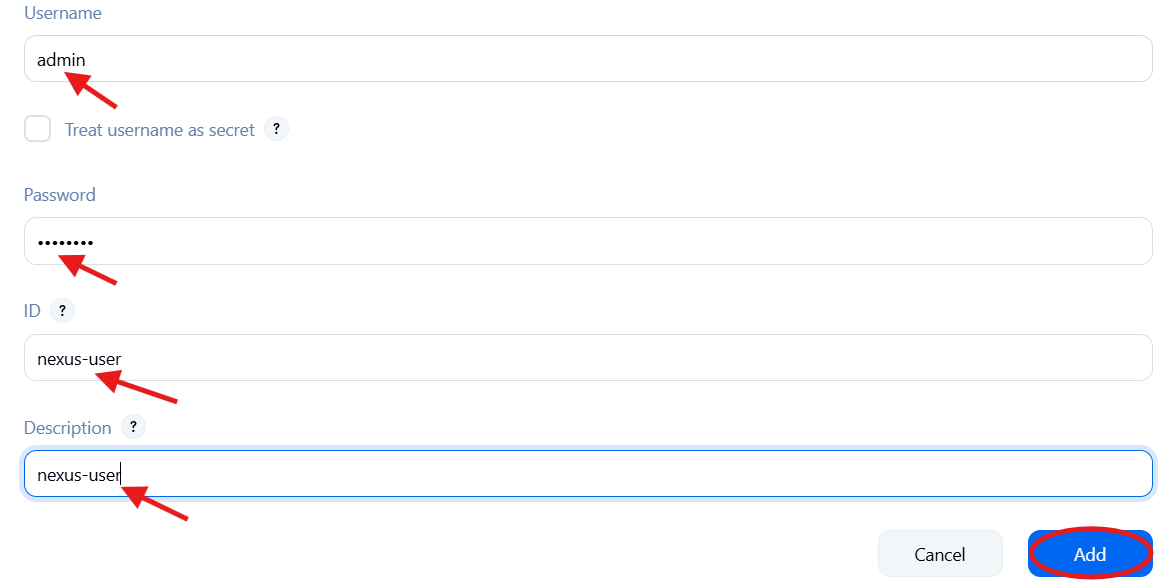 Username
admin
Treat username as secret ?
Password
••••••••
ID ?
nexus-user
Description ?
nexus-user
Cancel Add